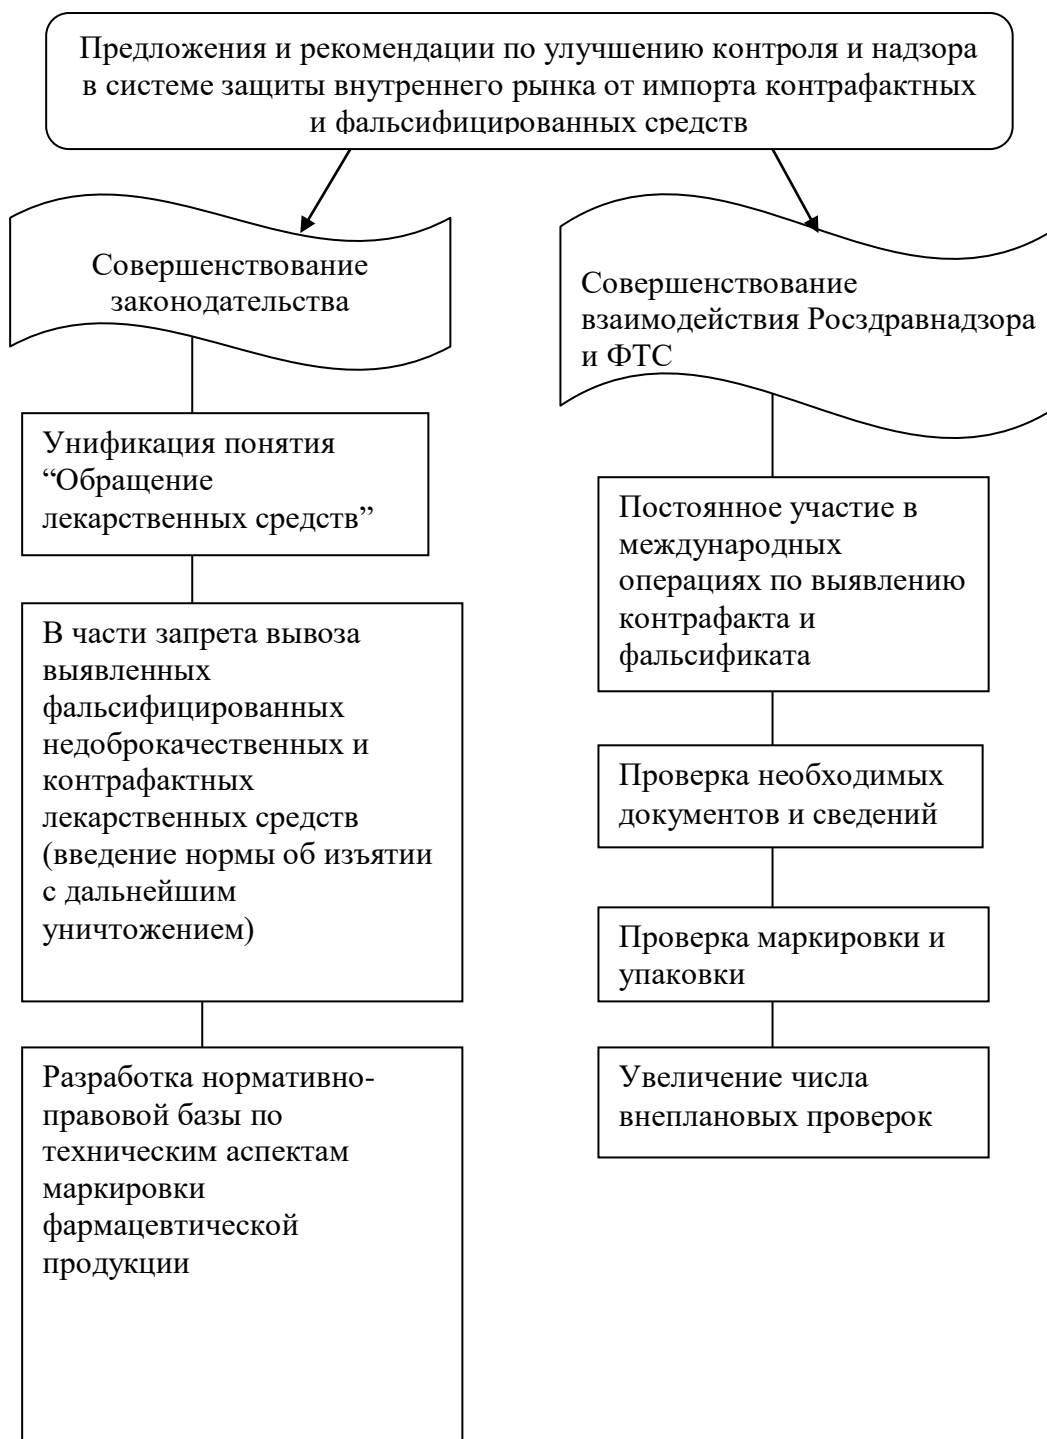 Предложения и рекомендации по улучшению контроля и надзора
в системе защиты внутреннего рынка от импорта контрафактных
и фальсифицированных средств
Совершенствование
законодательства
Унификация понятия
“Обращение
лекарственных средств”
В части запрета вывоза
выявленных
фальсифицированных
недоброкачественных и
контрафактных
лекарственных средств
(введение нормы об изъятии
с дальнейшим
уничтожением)
Разработка нормативно-
правовой базы по
техническим аспектам
маркировки
фармацевтической
продукции
Совершенствование
взаимодействия Росздравнадзора
и ФТС
Постоянное участие в
международных
операциях по выявлению
контрафакта и
фальсификата
Проверка необходимых
документов и сведений
Проверка маркировки и
упаковки
Увеличение числа
внеплановых проверок